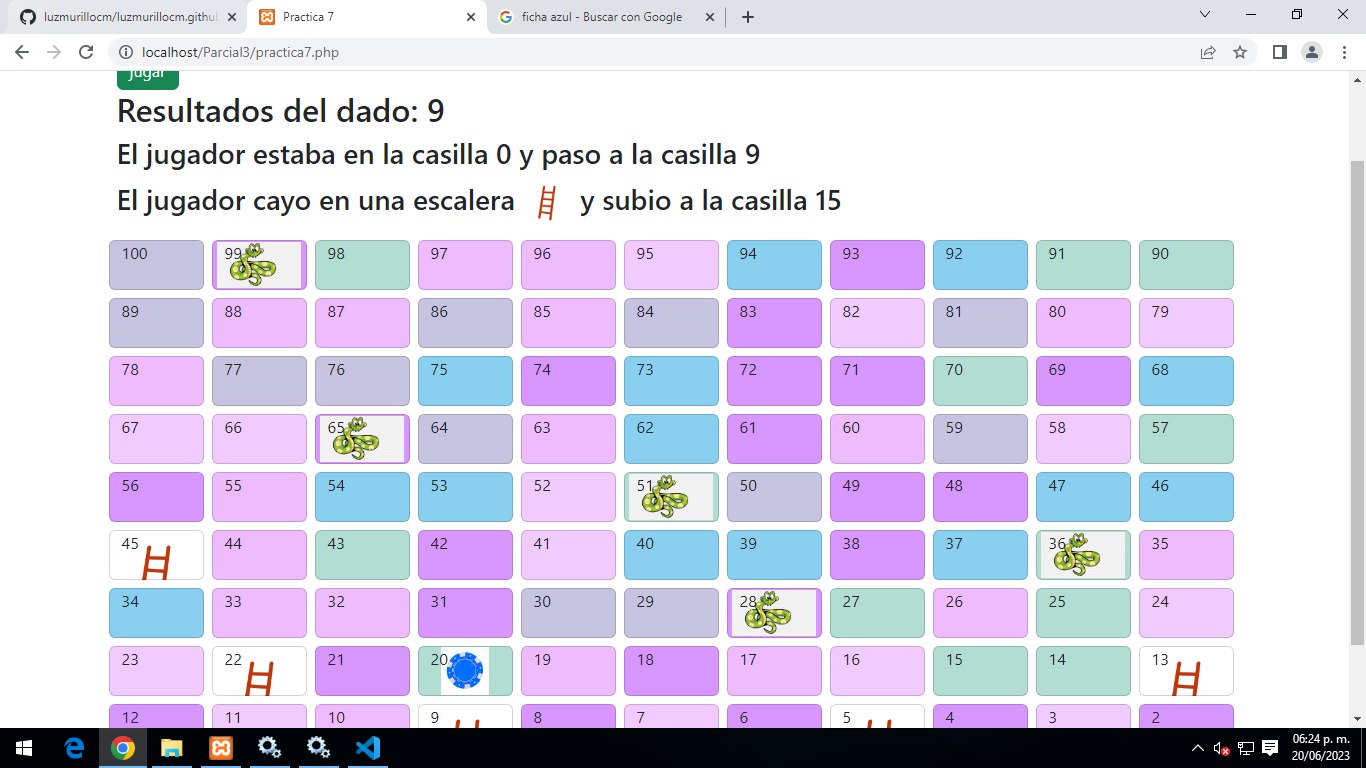 luzmurillocm/luzmurillocm.githu
Practica 7
ficha azul - Buscar con Google
localhost/Parcial3/practica7.php
jugar
Resultados del dado: 9
El jugador estaba en la casilla 0 y paso a la casilla 9
El jugador cayo en una escalera y subio a la casilla 15
100 99 98 97 96 95 94 93 92 91 90
89 88 87 86 85 84 83 82 81 80 79
78 77 76 75 74 73 72 71 70 69 68
67 66 65 64 63 62 61 60 59 58 57
56 55 54 53 52 51 50 49 48 47 46
45 44 43 42 41 40 39 38 37 36 35
34 33 32 31 30 29 28 27 26 25 24
23 22 21 20 19 18 17 16 15 14 13
12 11 10 9 8 7 6 5 4 3 2
06:24 p. m.
20/06/2023